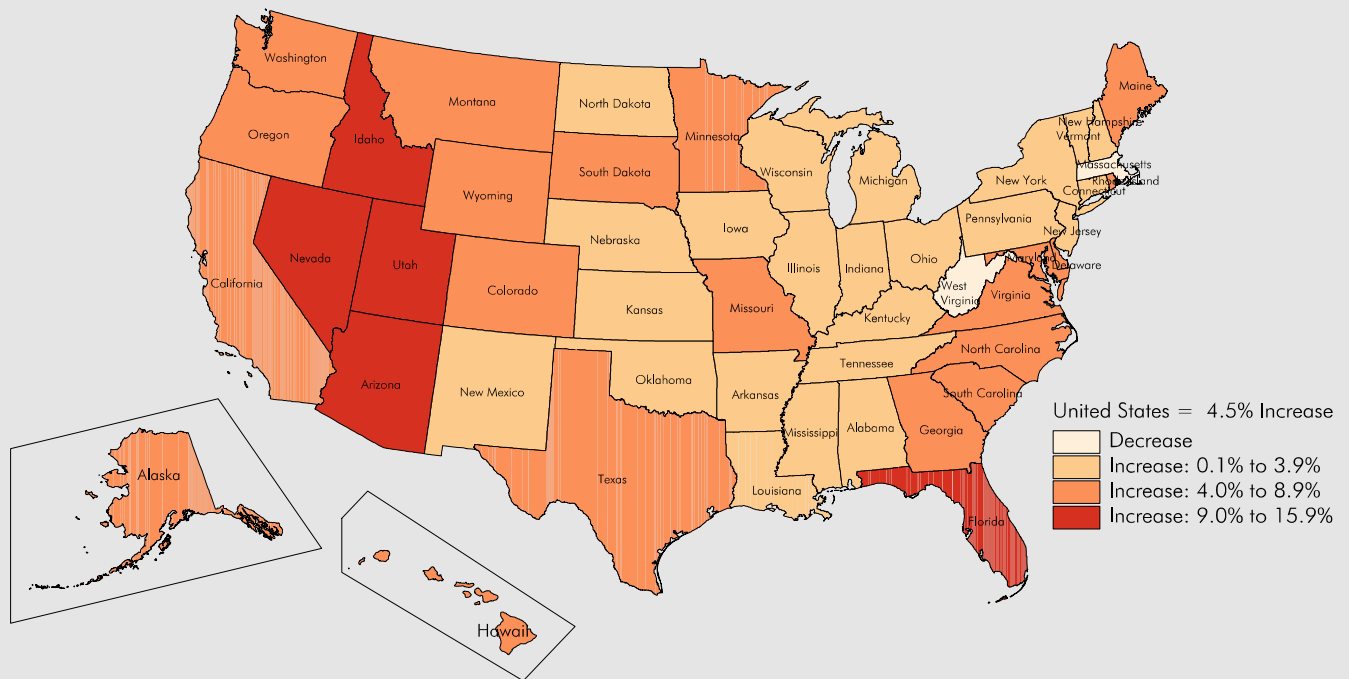 Washington
Montana
North Dakota
Minnesota
Maine
Oregon
Idaho
South Dakota
Wisconsin
Michigan
New Hampshire
Vermont
Massachusetts
Rhode Island
Connecticut
New York
Wyoming
Nebraska
Iowa
Pennsylvania
New Jersey
Nevada
Utah
Colorado
Kansas
Missouri
Illinois
Indiana
Ohio
Maryland
Delaware
California
West
Virginia
Virginia
Kentucky
Arizona
New Mexico
Oklahoma
Arkansas
Tennessee
North Carolina
South Carolina
Texas
Louisiana
Mississippi
Alabama
Georgia
Florida
Alaska
Hawaii
United States = 4.5% Increase
Decrease
Increase: 0.1% to 3.9%
Increase: 4.0% to 8.9%
Increase: 9.0% to 15.9%